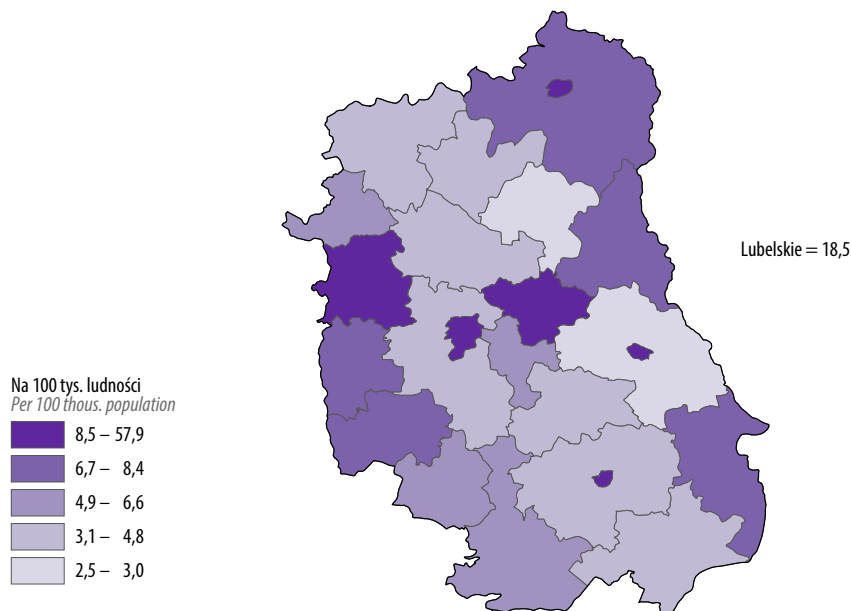 Lubelskie = 18,5
Na 100 tys. ludności
Per 100 thous. population
8,5 – 57,9
6,7 – 8,4
4,9 – 6,6
3,1 – 4,8
2,5 – 3,0